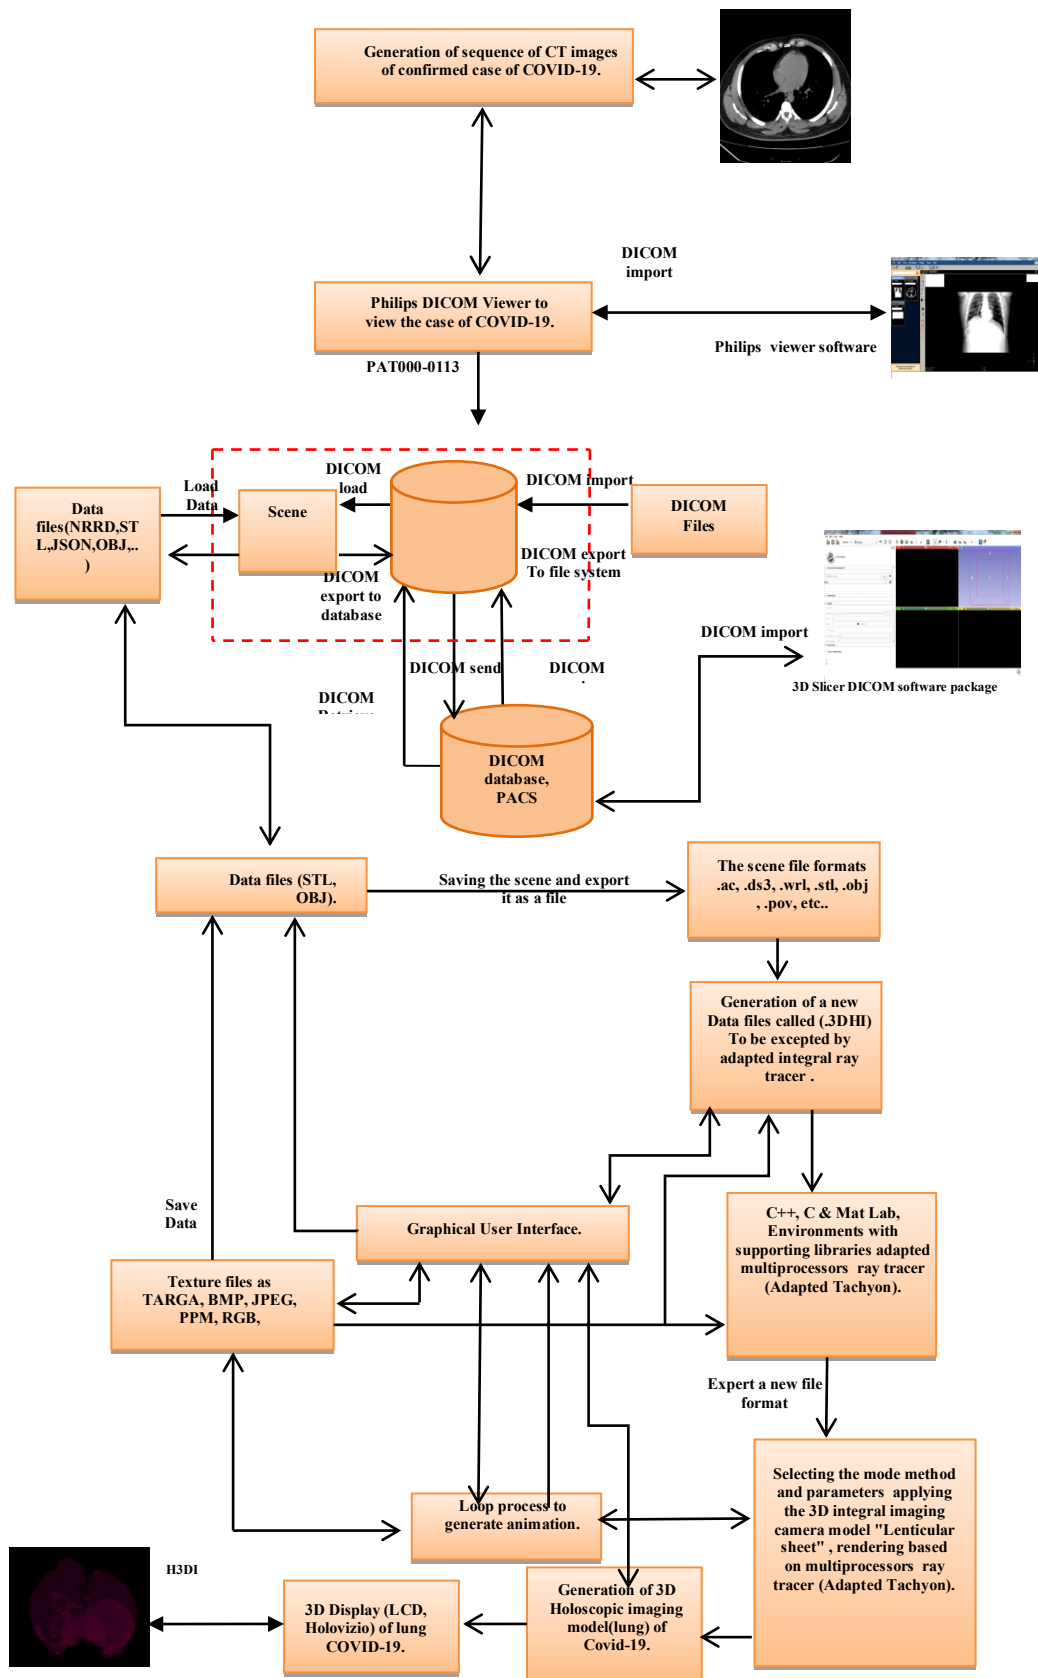 Generation of sequence of CT images
of confirmed case of COVID-19.
DICOM
import
Philips DICOM Viewer to
view the case of COVID-19.
Philips viewer software
PAT000-0113
Load
Data
DICOM
load
DICOM import
Data
files(NRRD,ST
L,JSON,OBJ,..
)
Scene
DICOM
Files
DICOM
export to
database
DICOM export
To file system
DICOM import
3D Slicer DICOM software package
DICOM send
DICOM
DICOM
DICOM
database,
PACS
Data files (STL,
OBJ).
Saving the scene and export
it as a file
The scene file formats
.ac, .ds3, .wrl, .stl, .obj
, .pov, etc..
Generation of a new
Data files called (.3DHI)
To be excepted by
adapted integral ray
tracer .
Save
Data
Graphical User Interface.
C++, C & Mat Lab,
Environments with
supporting libraries adapted
multiprocessors ray tracer
(Adapted Tachyon).
Texture files as
TARGA, BMP, JPEG,
PPM, RGB,
Expert a new file
format
Selecting the mode method
and parameters applying
the 3D integral imaging
camera model "Lenticular
sheet" , rendering based
on multiprocessors ray
tracer (Adapted Tachyon).
Loop process to
generate animation.
H3DI
3D Display (LCD,
Holovizio) of lung
COVID-19.
Generation of 3D
Holoscopic imaging
model(lung) of
Covid-19.